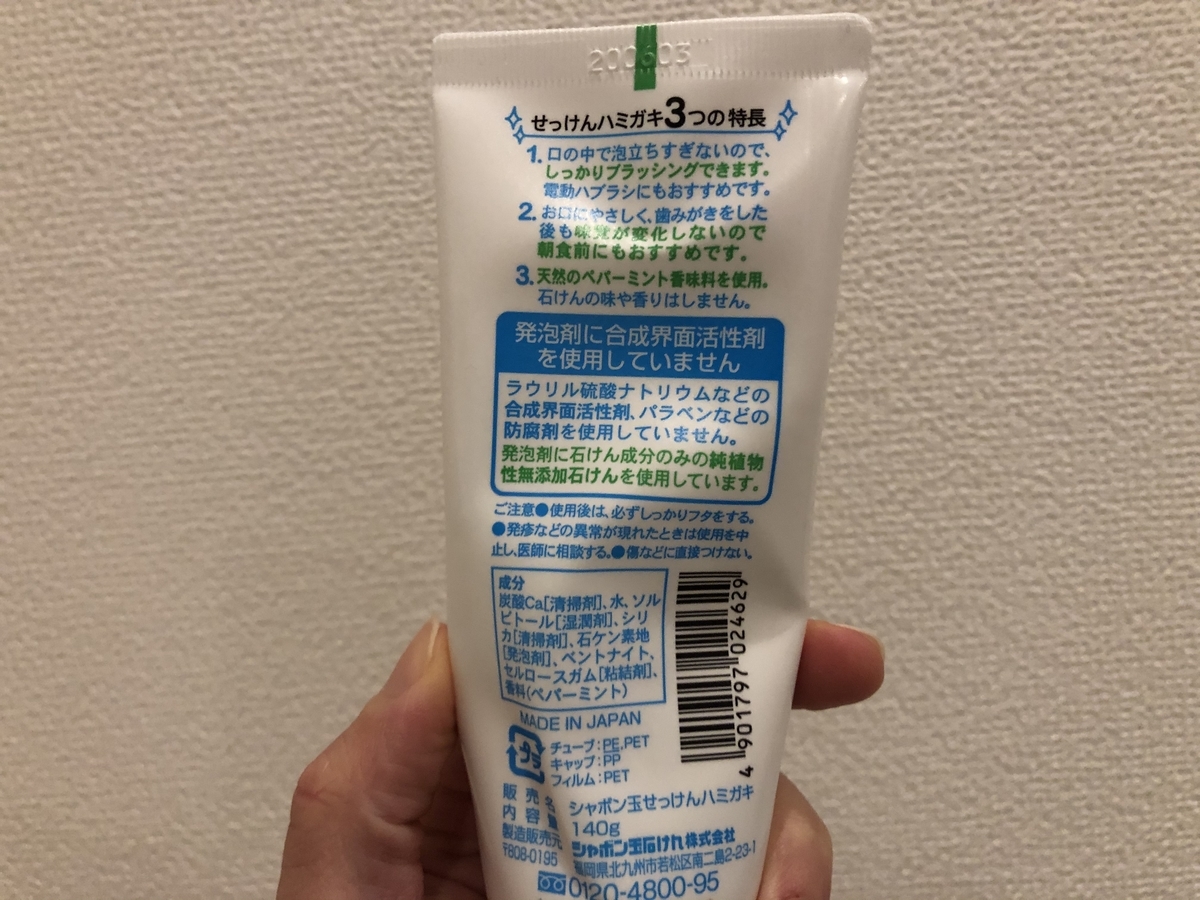 200603
せっけんハミガキ3つの特長
1. 口の中で泡立ちすぎないので、
しっかりブラッシングできます。
電動ハブラシにもおすすめです。
2. お口にやさしく、歯みがきをした
後も味覚が変化しないので
朝食前にもおすすめです。
3. 天然のペパーミント香味料を使用。
石けんの味や香りはしません。
発泡剤に合成界面活性剤
を使用していません
ラウリル硫酸ナトリウムなどの
合成界面活性剤、パラベンなどの
防腐剤を使用していません。
発泡剤に石けん成分のみの純植物
性無添加石けんを使用しています。
ご注意●使用後は、必ずしっかりフタをする。
●発疹などの異常が現れたときは使用を中
止し、医師に相談する。●傷などに直接つけない。
成分
炭酸Ca[清掃剤]、水、ソル
ビトール[湿潤剤]、シリ
カ[清掃剤]、石ケン素地
[発泡剤]、ベントナイト、
セルロースガム[粘結剤]、
香料(ペパーミント)
4 901797 024629
MADE IN JAPAN
プラ
チューブ:PE,PET
キャップ:PP
フィルム:PET
販売名 シャボン玉せっけんハミガキ
内容量 140g
製造販売元 シャボン玉石けん株式会社
〒808-0195 福岡県北九州市若松区南二島2-23-1
0120-4800-95